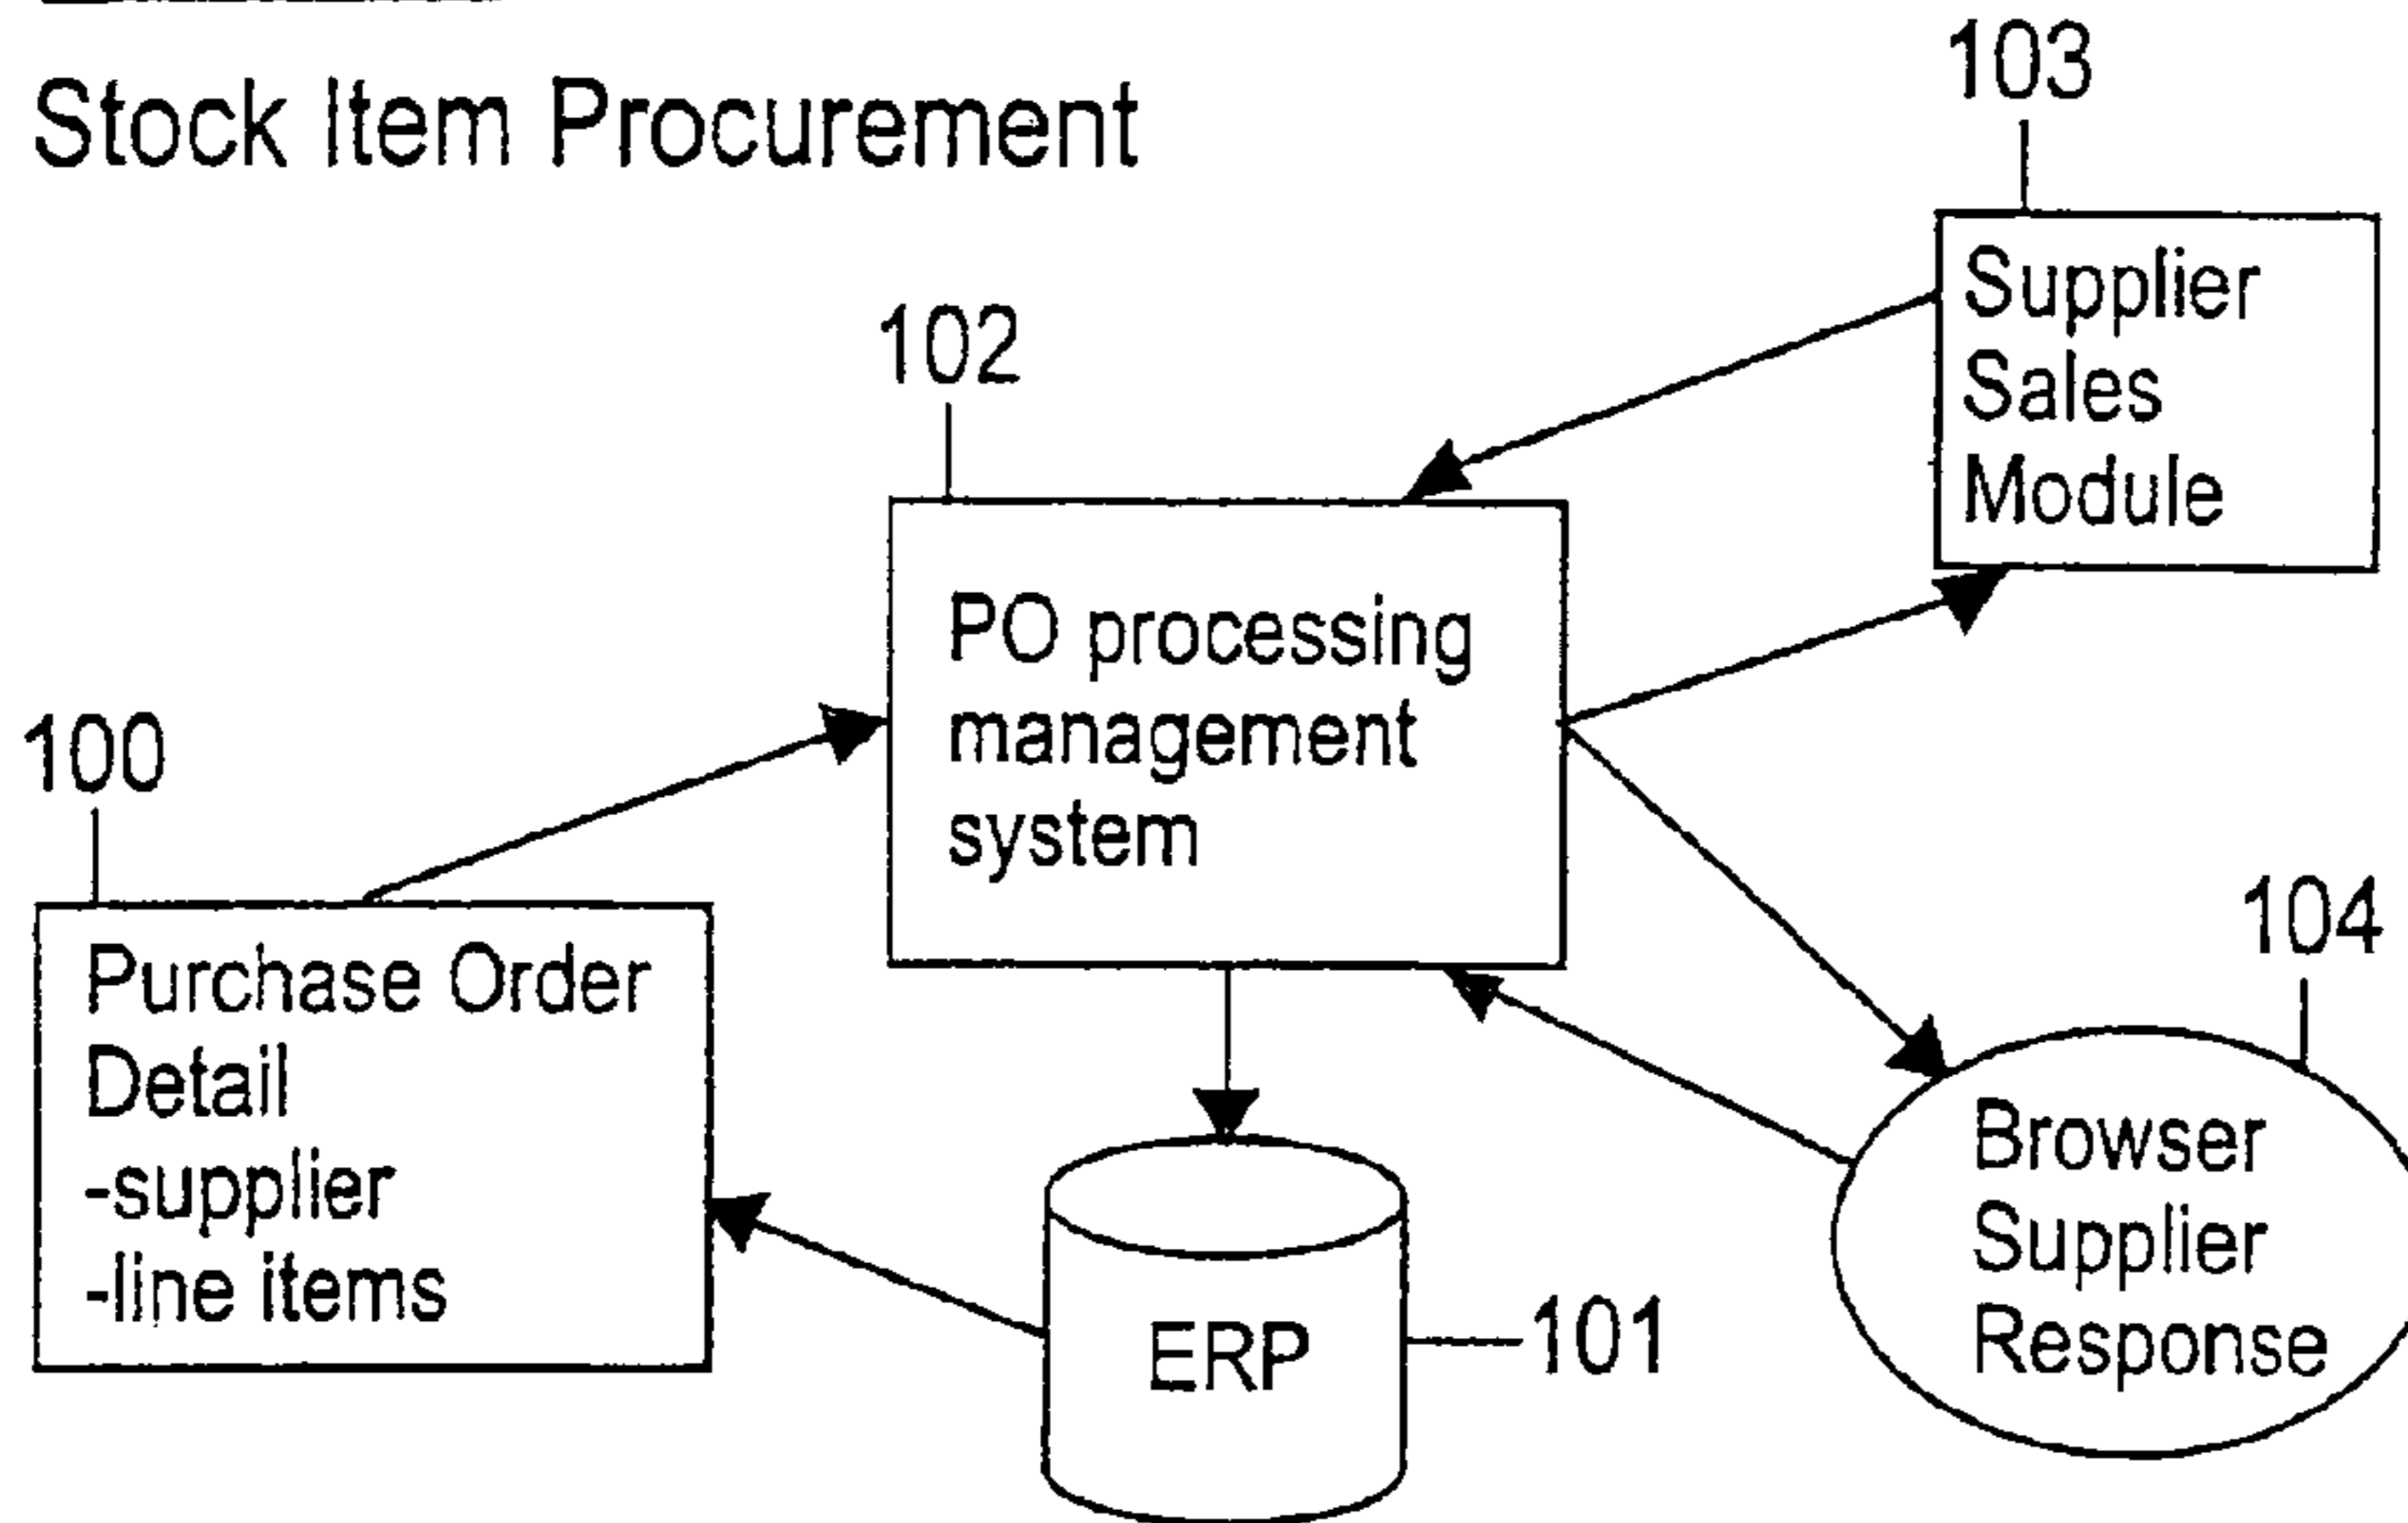 Stock Item Procurement
103
Supplier
Sales
Module
102
PO processing
management
system
100
Purchase Order
Detail
-supplier
-line items
104
Browser
Supplier
Response
ERP
101